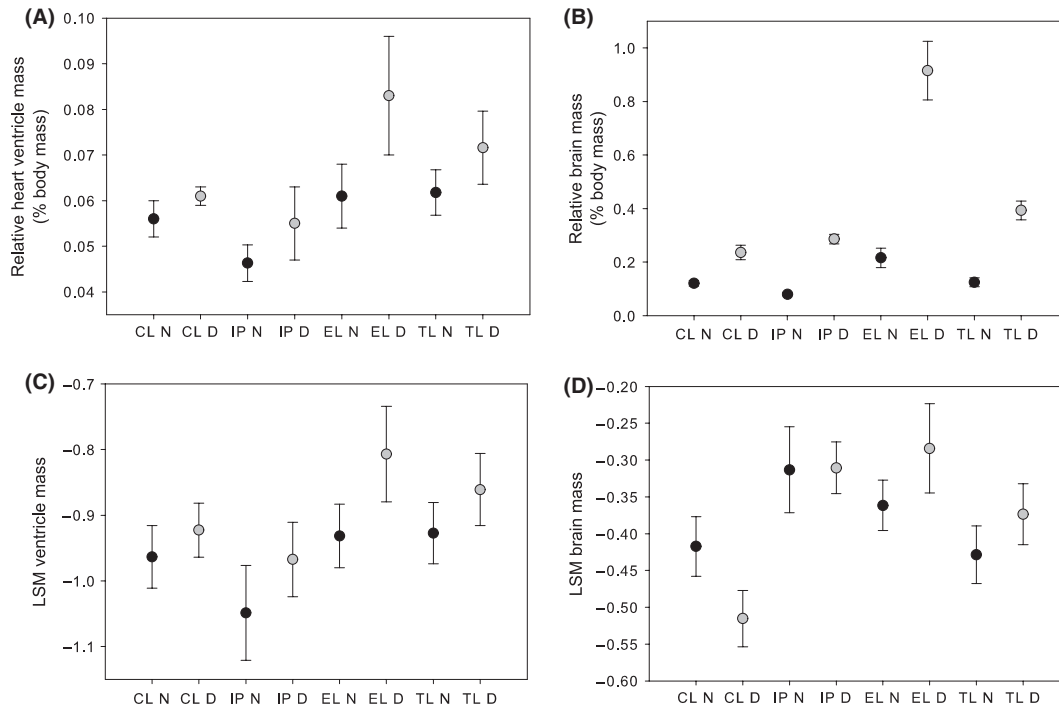 (A)
Relative heart ventricle mass
(% body mass)
0.10
0.09
0.08
0.07
0.06
0.05
0.04
CL N CL D IP N IP D EL N EL D TL N TL D
(B)
Relative brain mass
(% body mass)
1.0
0.8
0.6
0.4
0.2
0.0
CL N CL D IP N IP D EL N EL D TL N TL D
(C)
LSM ventricle mass
−0.7
−0.8
−0.9
−1.0
−1.1
CL N CL D IP N IP D EL N EL D TL N TL D
(D)
LSM brain mass
−0.20
−0.25
−0.30
−0.35
−0.40
−0.45
−0.50
−0.55
−0.60
CL N CL D IP N IP D EL N EL D TL N TL D